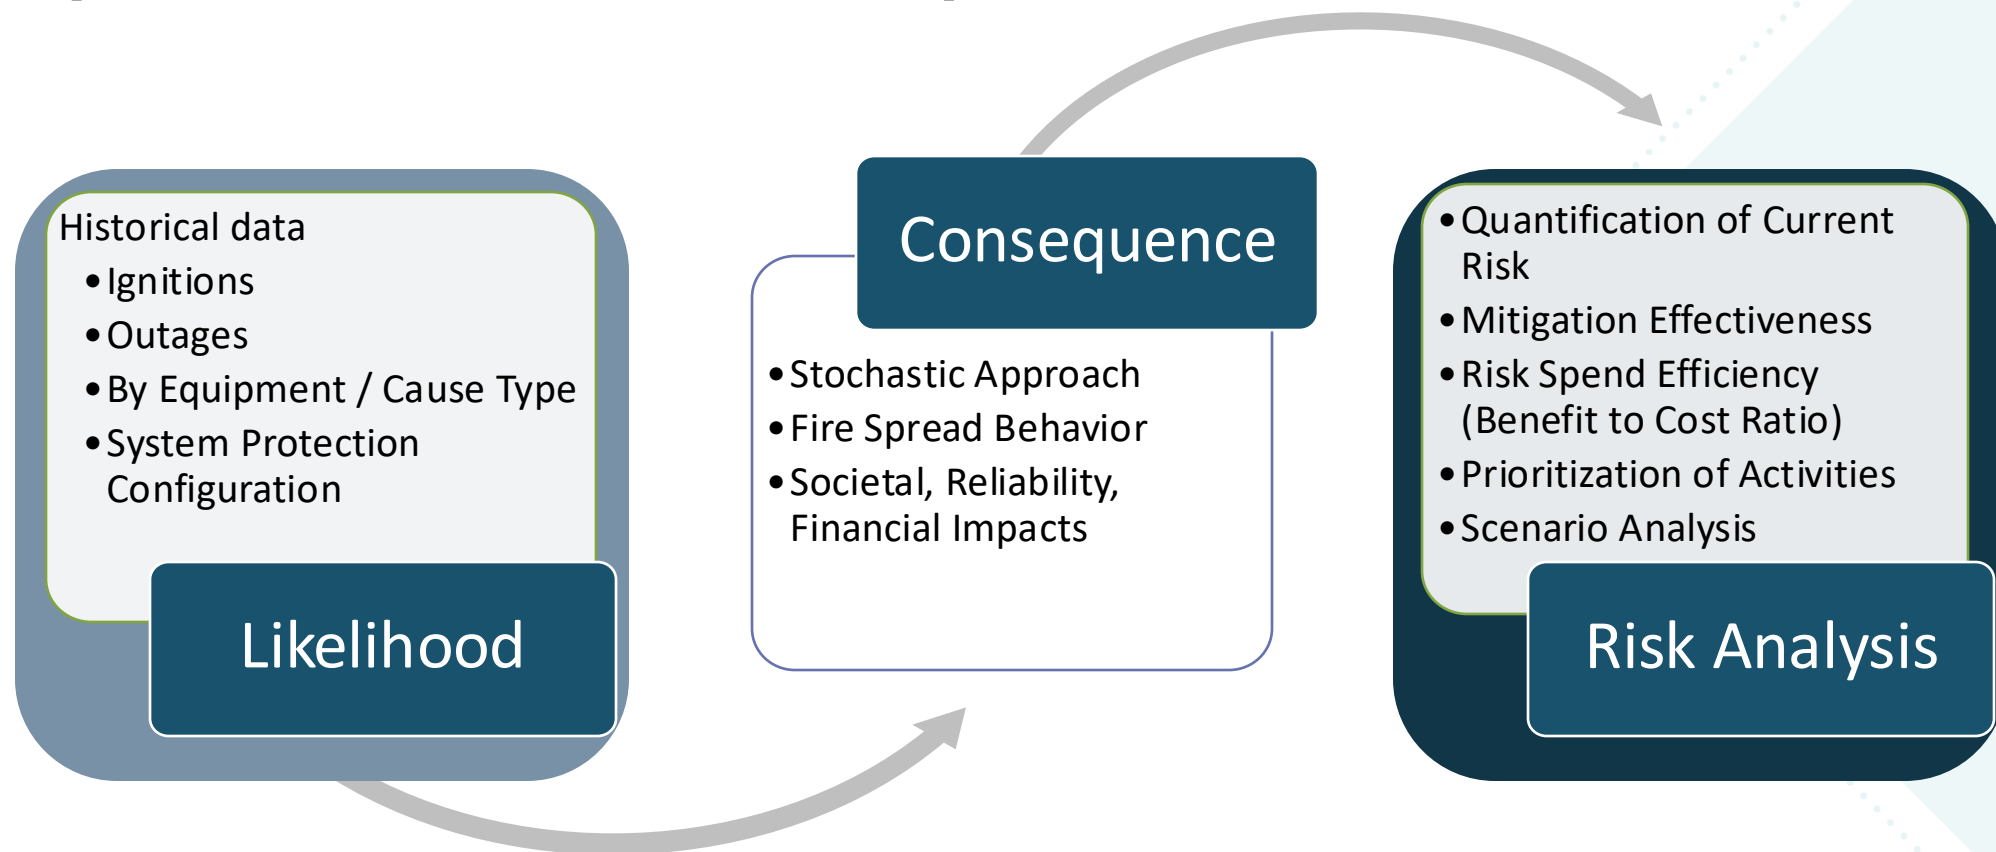 Historical data
•Ignitions
•Outages
•By Equipment / Cause Type
•System Protection
Configuration
Likelihood
Consequence
•Stochastic Approach
•Fire Spread Behavior
•Societal, Reliability,
Financial Impacts
•Quantification of Current
Risk
•Mitigation Effectiveness
•Risk Spend Efficiency
(Benefit to Cost Ratio)
•Prioritization of Activities
•Scenario Analysis
Risk Analysis